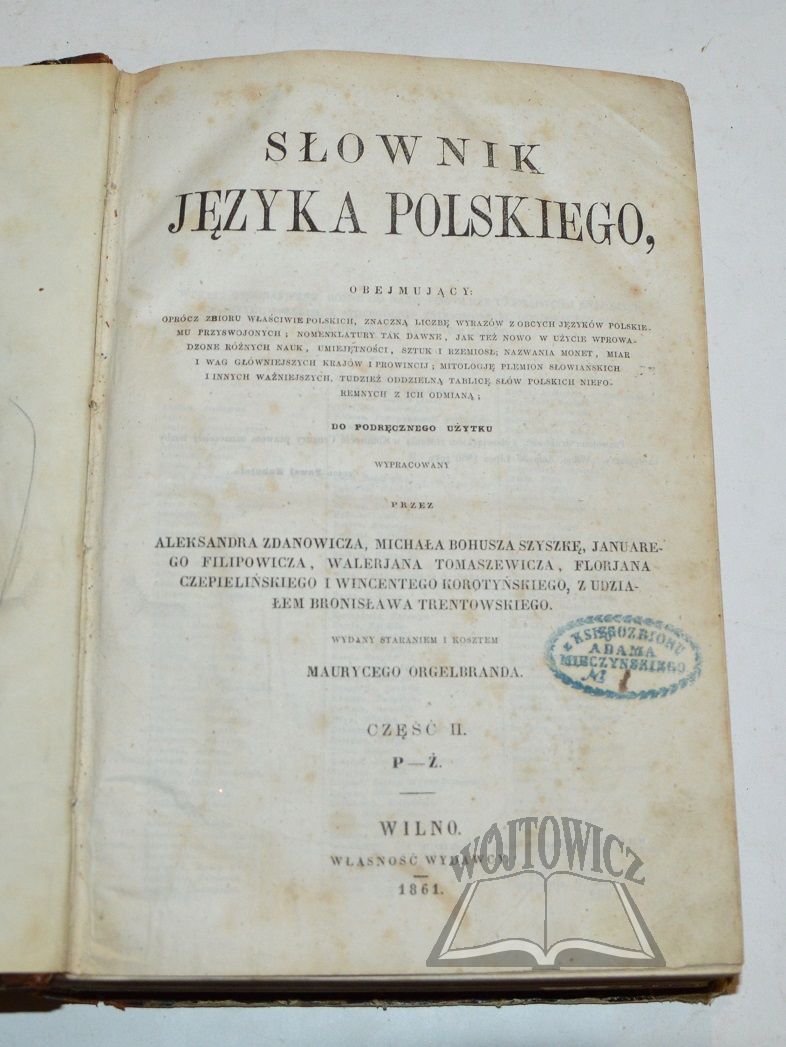 SŁOWNIK
JĘZYKA POLSKIEGO,
OBEJMUJĄCY:
OPRÓCZ ZBIORU WŁAŚCIWIE POLSKICH, ZNACZNĄ LICZBĘ WYRAZÓW Z OBCYCH JĘZYKÓW POLSKIE-
MU PRZYSWOJONYCH; NOMENKLATURY TAK DAWNE, JAK TEŻ NOWO W UŻYCIE WPROWA-
DZONE RÓŻNYCH NAUK, UMIEJĘTNOŚCI, SZTUK I RZEMIOSŁ; NAZWANIA MONET, MIAR
I WAG GŁÓWNIEJSZYCH KRAJÓW I PROWINCIJ; MITOLOGJĘ PLEMION SŁOWIAŃSKICH
I INNYCH WAŻNIEJSZYCH, TUDZIEŻ ODDZIELNĄ TABLICĘ SŁÓW POLSKICH NIEFO-
REMNYCH Z ICH ODMIANĄ;
DO PODRĘCZNEGO UŻYTKU
WYPRACOWANY
PRZEZ
ALEKSANDRA ZDANOWICZA, MICHAŁA BOHUSZA SZYSZKĘ, JANUARE-
GO FILIPOWICZA, WALERJANA TOMASZEWICZA, FLORJANA
CZEPIELIŃSKIEGO I WINCENTEGO KOROTYŃSKIEGO, Z UDZIA-
ŁEM BRONISŁAWA TRENTOWSKIEGO.
WYDANY STARANIEM I KOSZTEM
MAURYCEGO ORGELBRANDA.
Z KSIĘGOZBIORU
ADAMA
MIECZYŃSKIEGO
№ 1
CZĘŚĆ II.
P—Ż.
WILNO.
WŁASNOŚĆ WYDAWCY.
1861.
WÓJTOWICZ